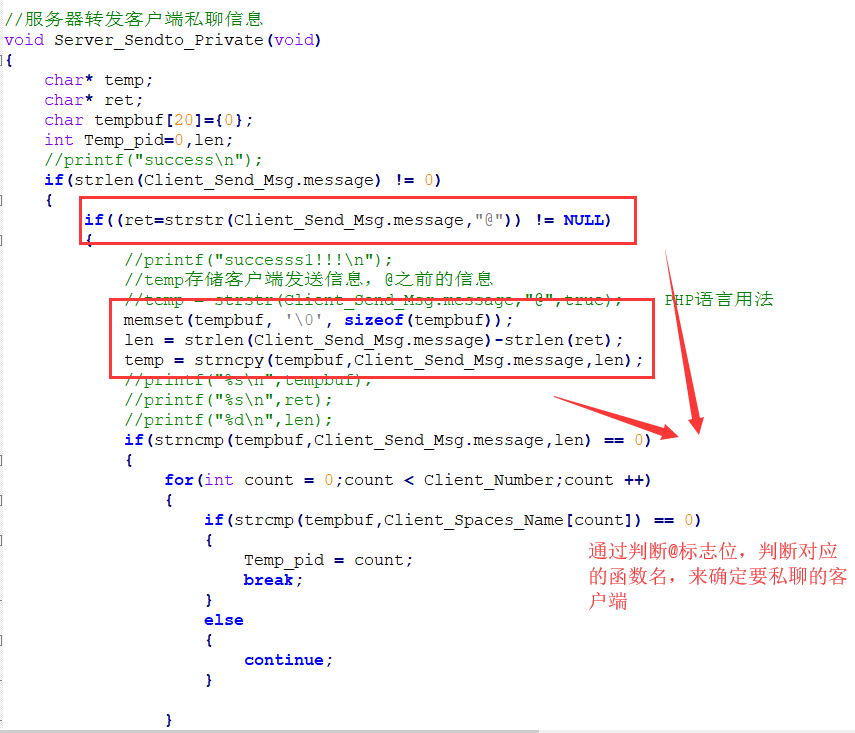 //服务器转发客户端私聊信息
void Server_Sendto_Private(void)
{
    char* temp;
    char* ret;
    char tempbuf[20]={0};
    int Temp_pid=0,len;
    //printf("success\n");
    if(strlen(Client_Send_Msg.message) != 0)
    {
        if((ret=strstr(Client_Send_Msg.message,"@")) != NULL)
        {
            //printf("successs1!!!\n");
            //temp存储客户端发送信息，@之前的信息
            //temp = strstr(Client_Send_Msg.message,"@",true);    PHP语言用法
            memset(tempbuf, '\0', sizeof(tempbuf));
            len = strlen(Client_Send_Msg.message)-strlen(ret);
            temp = strncpy(tempbuf,Client_Send_Msg.message,len);
            //printf("%s\n",tempbuf);
            //printf("%s\n",ret);
            //printf("%d\n",len);
            if(strncmp(tempbuf,Client_Send_Msg.message,len) == 0)
            {
                for(int count = 0;count < Client_Number;count ++)
                {
                    if(strcmp(tempbuf,Client_Spaces_Name[count]) == 0)
                    {
                        Temp_pid = count;
                        break;
                    }
                    else
                    {
                        continue;
                    }
                }
通过判断@标志位，判断对应
的函数名，来确定要私聊的客
户端